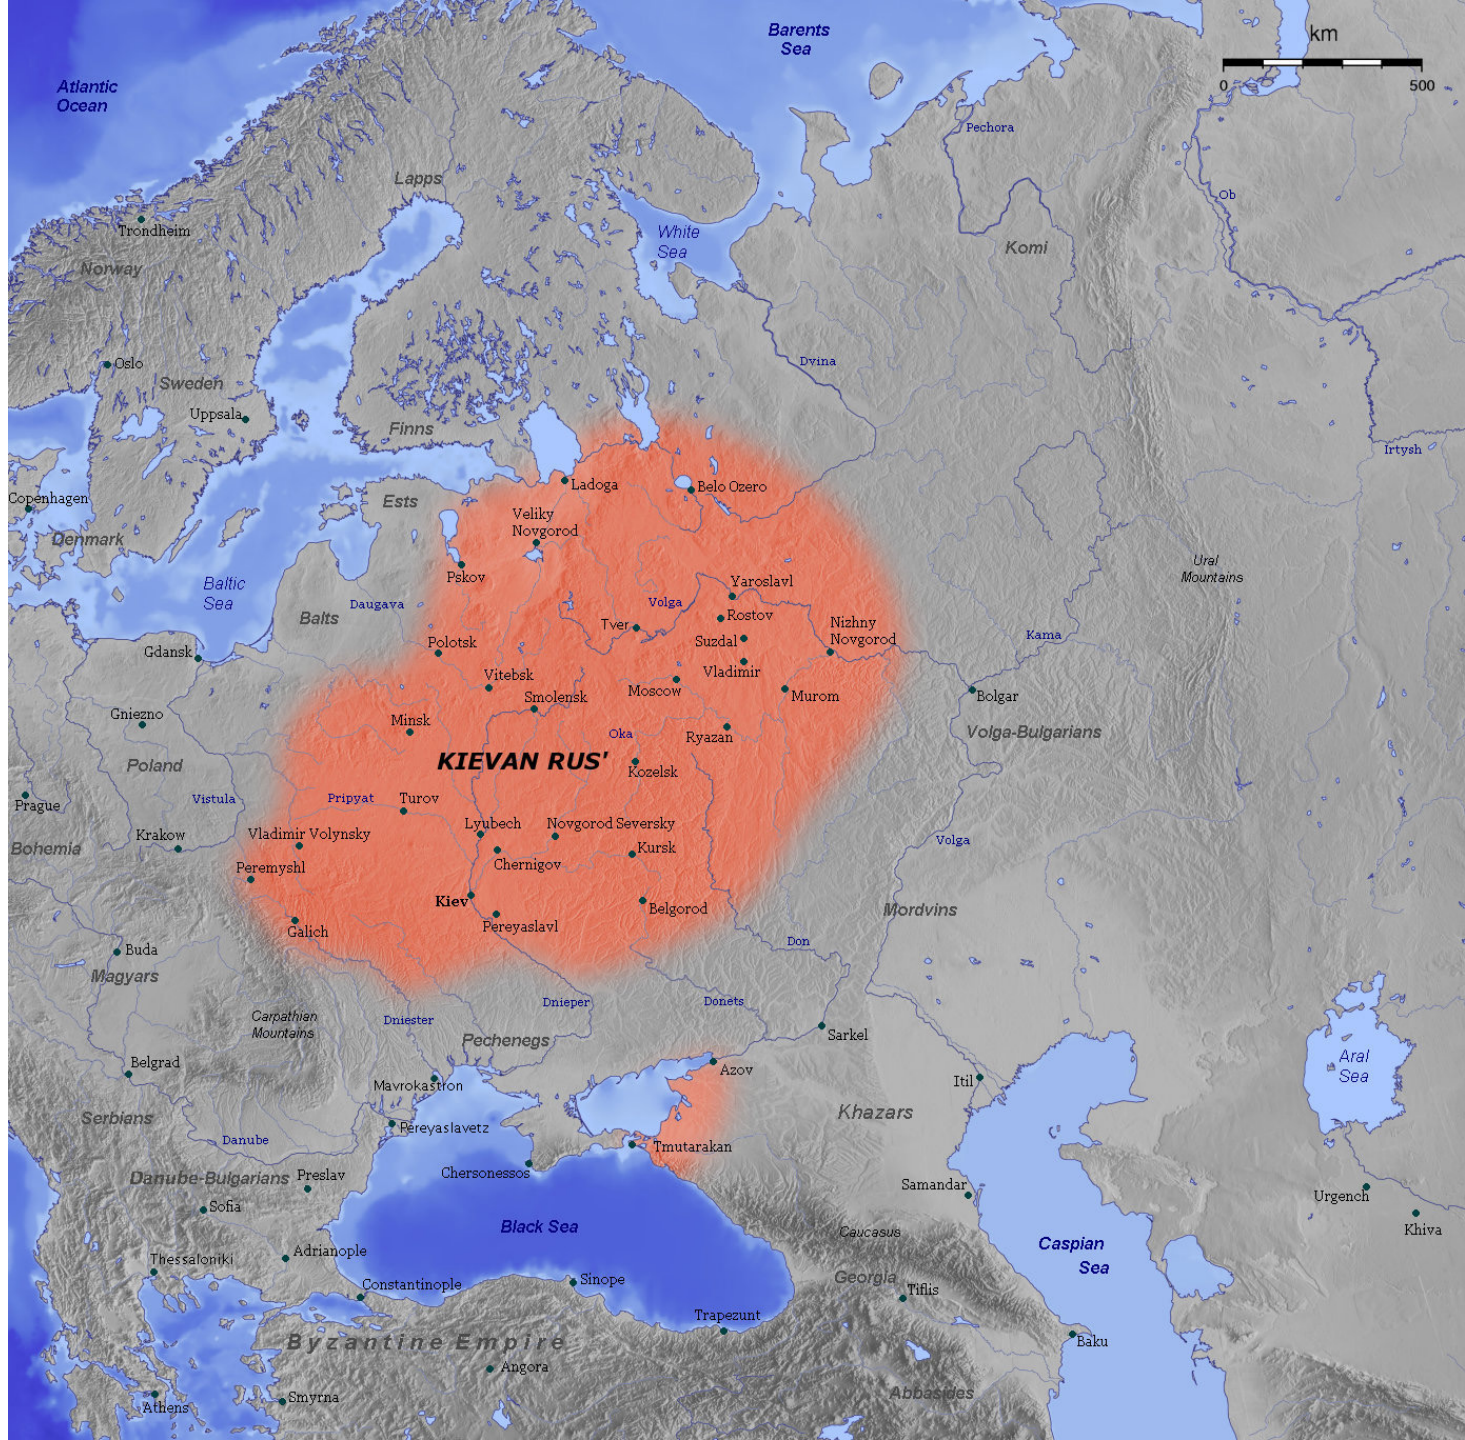 Barents
Sea
km
0
500
Atlantic
Ocean
Pechora
Lapps
Ob
Trondheim
White
Sea
Komi
Norway
Dvina
Oslo
Sweden
Uppsala
Finns
Irtysh
Copenhagen
Ests
Ladoga
Belo Ozero
Veliky
Novgorod
Denmark
Pskov
Ural
Mountains
Baltic
Sea
Daugava
Balts
Yaroslavl
Volga
Rostov
Tver
Nizhny
Novgorod
Suzdal
Kama
Polotsk
Gdansk
Vladimir
Vitebsk
Moscow
Murom
Bolgar
Smolensk
Gniezno
Minsk
Oka
Ryazan
Volga-Bulgarians
KIEVAN RUS'
Poland
Kozelsk
Prague
Vistula
Pripyat
Turov
Krakow
Vladimir Volynsky
Lyubech
Novgorod Seversky
Volga
Bohemia
Kursk
Peremyshl
Chernigov
Kiev
Belgorod
Mordvins
Galich
Pereyaslavl
Don
Buda
Magyars
Dnieper
Donets
Carpathian
Mountains
Dniester
Pechenegs
Sarkel
Belgrad
Azov
Aral
Sea
Mavrokastron
Itil
Serbians
Khazars
Pereyaslavetz
Danube
Tmutarakan
Danube-Bulgarians
Preslav
Chersonessos
Samandar
Urgench
Sofia
Black Sea
Caucasus
Khiva
Caspian
Sea
Adrianople
Thessaloniki
Constantinople
Sinope
Georgia
Tiflis
Trapezunt
Byzantine Empire
Baku
Angora
Abbasides
Smyrna
Athens